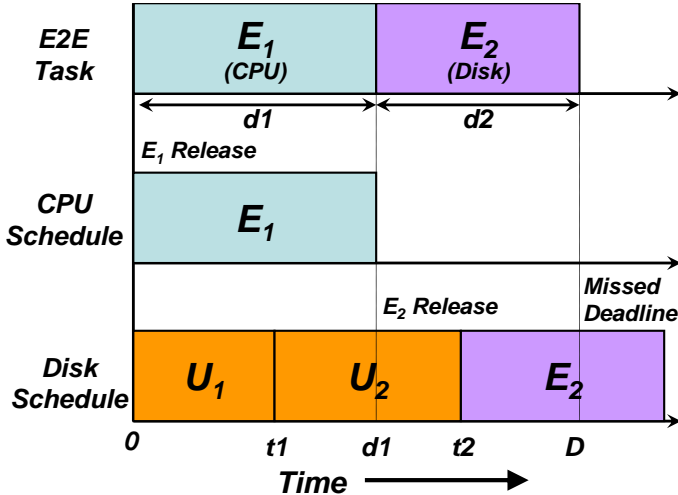 E2E
Task
E1
(CPU)
E2
(Disk)
d1
d2
E1 Release
CPU
Schedule
E1
E2 Release
Missed
Deadline
Disk
Schedule
U1
U2
E2
0
t1
d1
t2
D
Time